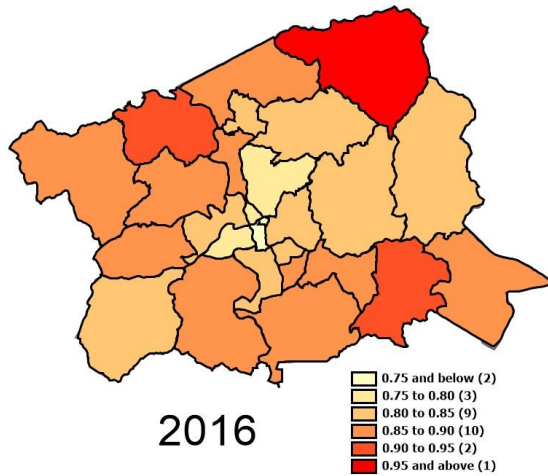 0.75 and below (2)
0.75 to 0.80 (3)
0.80 to 0.85 (9)
0.85 to 0.90 (10)
0.90 to 0.95 (2)
0.95 and above (1)
2016